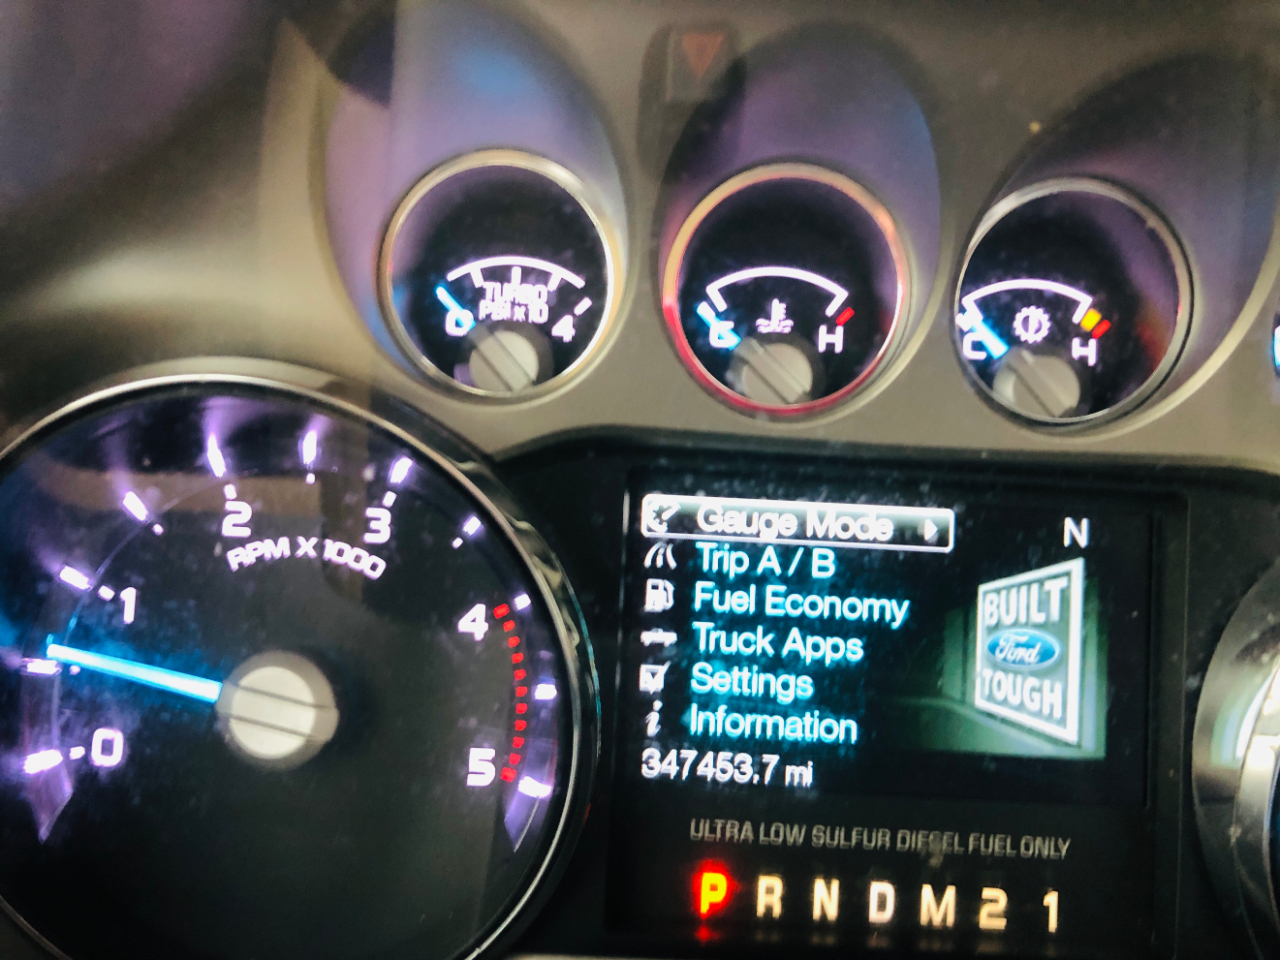 TURBO
PSI x 10
0 4
C H
C H
1 2 3
RPM X 1000
4
0 5
Gauge Mode
N
Trip A / B
Fuel Economy
Truck Apps
Settings
Information
BUILT
Ford
TOUGH
347453.7 mi
ULTRA LOW SULFUR DIESEL FUEL ONLY
P R N D M 2 1